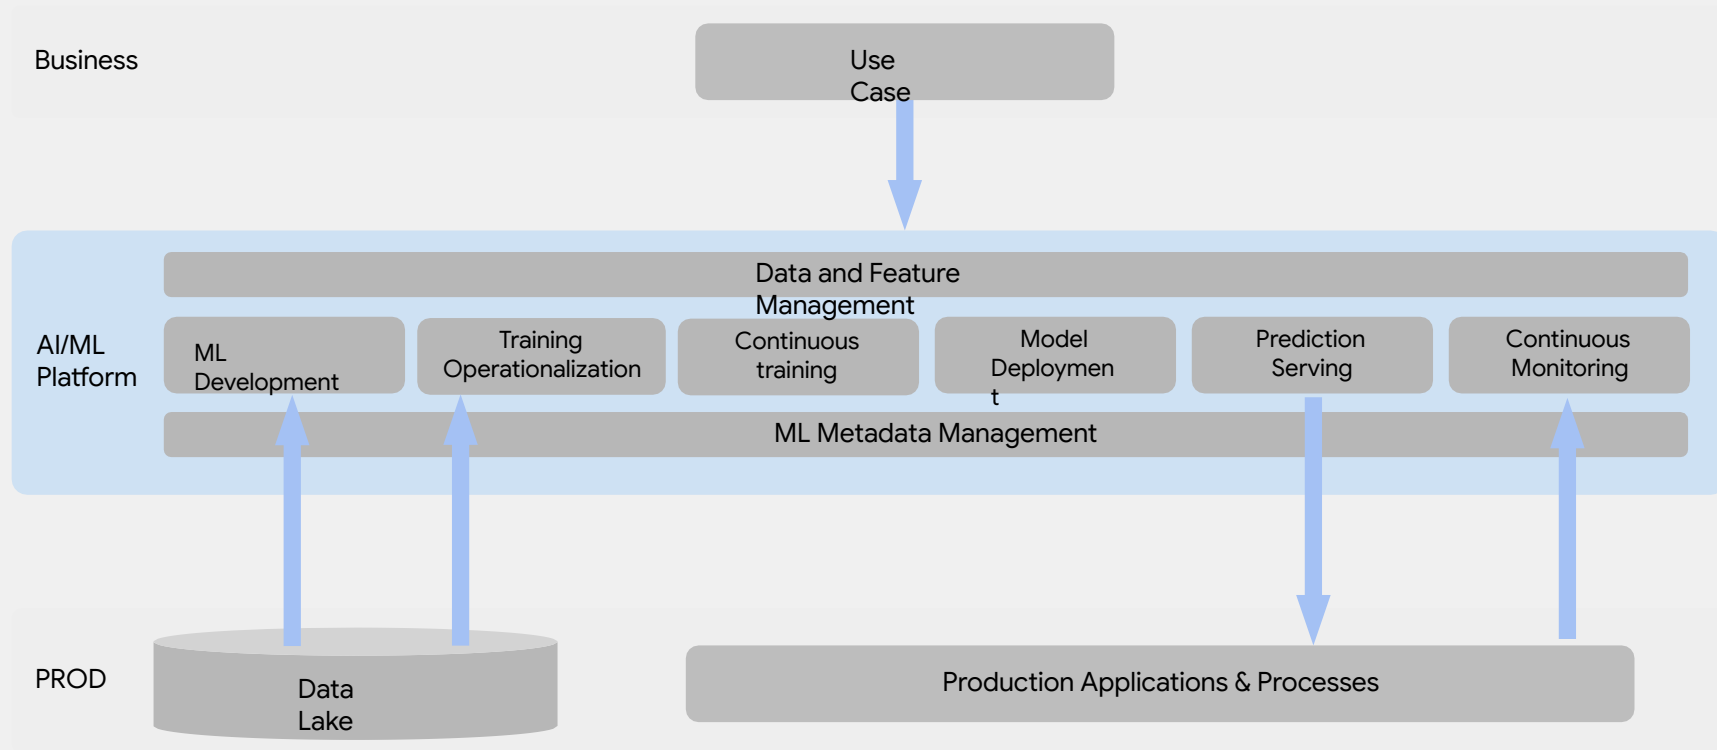 Business
Use
Case
Data and Feature
Management
AI/ML
Platform
ML
Development
Training
Operationalization
Continuous
training
Model
Deploymen
t
Prediction
Serving
Continuous
Monitoring
ML Metadata Management
PROD
Data
Lake
Production Applications & Processes